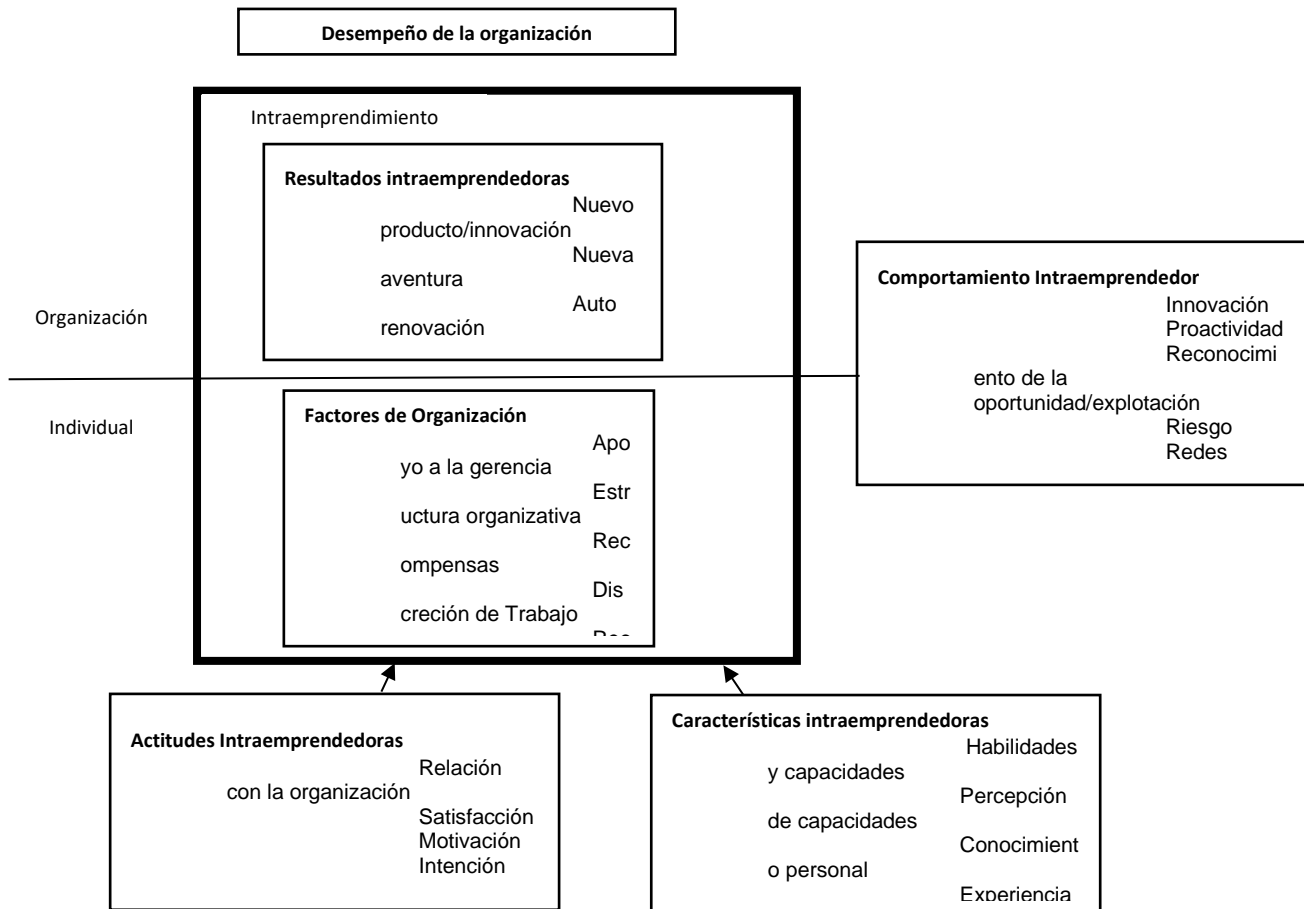 Desempeño de la organización
Intraemprendimiento
Resultados intraemprendedoras
Nuevo
producto/innovación
Nueva
aventura
Auto
renovación
Organización
Individual
Comportamiento Intraemprendedor
Innovación
Proactividad
Reconocimi
ento de la
oportunidad/explotación
Riesgo
Redes
Factores de Organización
Apo
yo a la gerencia
Estr
uctura organizativa
Rec
ompensas
Dis
creción de Trabajo
Actitudes Intraemprendedoras
Relación
con la organización
Satisfacción
Motivación
Intención
Características intraemprendedoras
Habilidades
y capacidades
Percepción
de capacidades
Conocimient
o personal
Experiencia